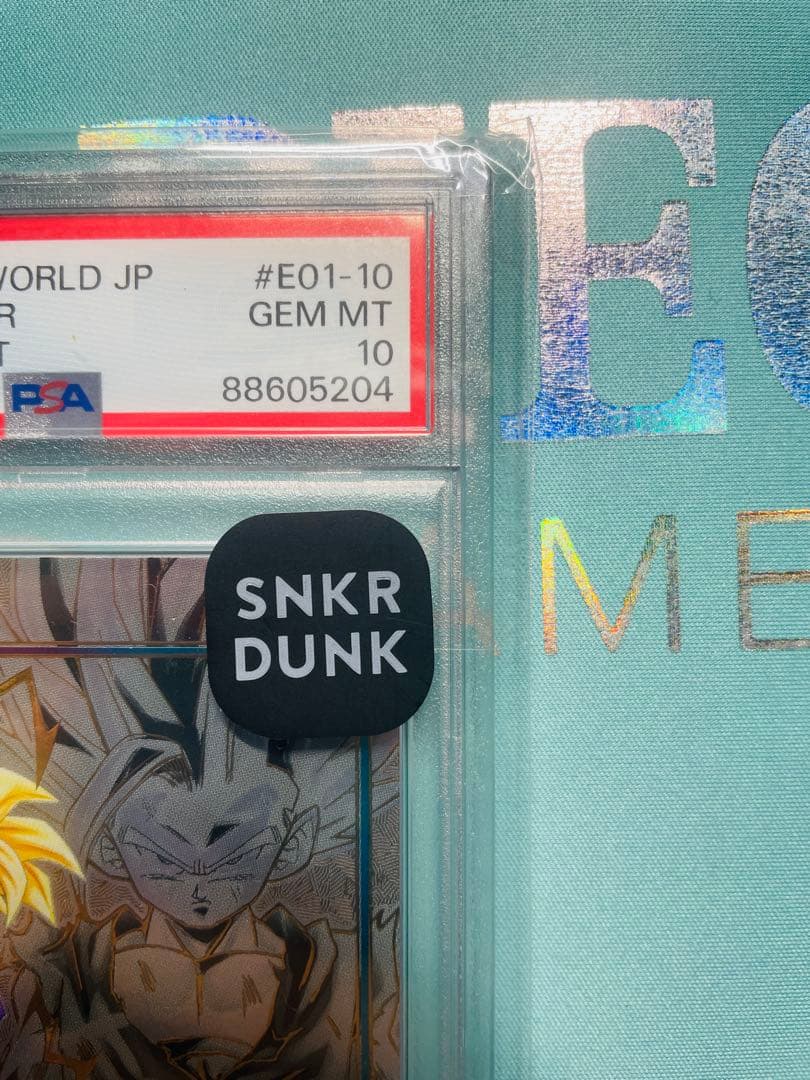 WORLD JP #E01-10
R GEM MT
T 10
PSA 88605204
SNKR
DUNK
E
ME